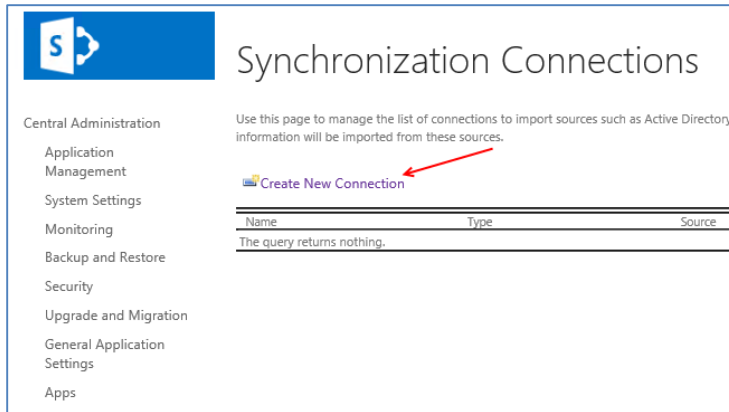 S
Synchronization Connections
Use this page to manage the list of connections to import sources such as Active Directory
information will be imported from these sources.
Create New Connection
Name Type Source
The query returns nothing.
Central Administration
Application
Management
System Settings
Monitoring
Backup and Restore
Security
Upgrade and Migration
General Application
Settings
Apps